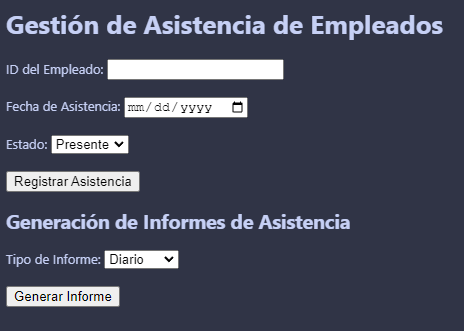 Gestión de Asistencia de Empleados
ID del Empleado:
Fecha de Asistencia: mm/dd/yyyy
Estado: Presente
Registrar Asistencia
Generación de Informes de Asistencia
Tipo de Informe: Diario
Generar Informe